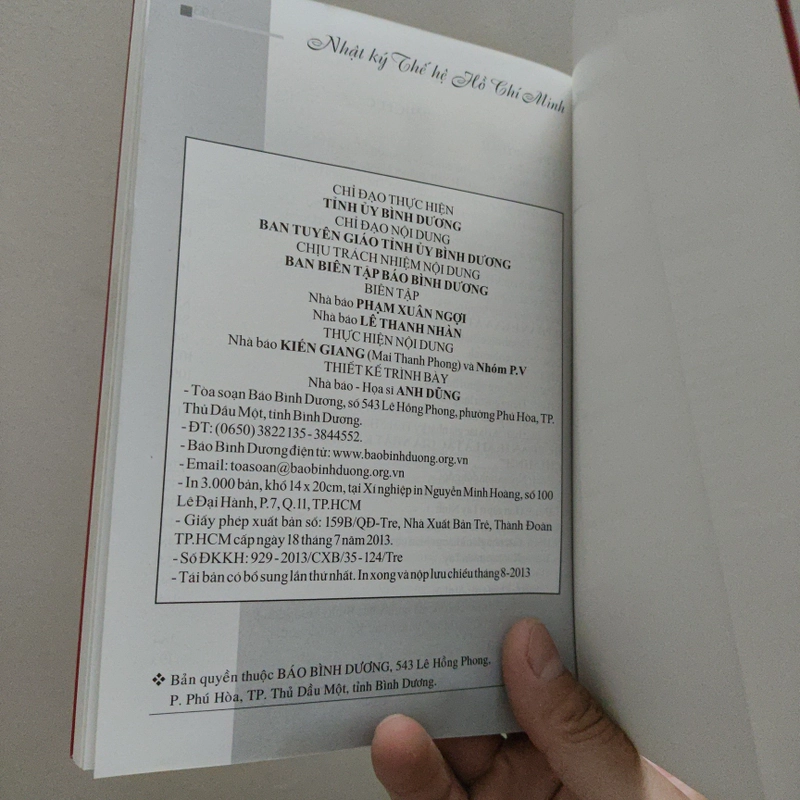 Nhật ký Thế hệ Hồ Chí Minh
CHỈ ĐẠO THỰC HIỆN
TỈNH ỦY BÌNH DƯƠNG
CHỈ ĐẠO NỘI DUNG
BAN TUYÊN GIÁO TỈNH ỦY BÌNH DƯƠNG
CHỊU TRÁCH NHIỆM NỘI DUNG
BAN BIÊN TẬP BÁO BÌNH DƯƠNG
BIÊN TẬP
Nhà báo PHẠM XUÂN NGỢI
Nhà báo LÊ THANH NHÀN
THỰC HIỆN NỘI DUNG
Nhà báo KIẾN GIANG (Mai Thanh Phong) và Nhóm P.V
THIẾT KẾ TRÌNH BÀY
Nhà báo - Họa sĩ ANH DŨNG
- Tòa soạn Báo Bình Dương, số 543 Lê Hồng Phong, phường Phú Hòa, TP.
Thủ Dầu Một, tỉnh Bình Dương.
- ĐT: (0650) 3822135 - 3844552.
- Báo Bình Dương điện tử: www.baobinhduong.org.vn
- Email: toasoan@baobinhduong.org.vn
- In 3.000 bản, khổ 14 x 20cm, tại Xí nghiệp in Nguyễn Minh Hoàng, số 100
Lê Đại Hành, P.7, Q.11, TP.HCM
- Giấy phép xuất bản số: 159B/QĐ-Tre, Nhà Xuất Bản Trẻ, Thành Đoàn
TP.HCM cấp ngày 18 tháng 7 năm 2013.
- Số ĐKKH: 929 - 2013/CXB/35 - 124/Tre
- Tái bản có bổ sung lần thứ nhất. In xong và nộp lưu chiểu tháng 8-2013
❖ Bản quyền thuộc BÁO BÌNH DƯƠNG, 543 Lê Hồng Phong,
P. Phú Hòa, TP. Thủ Dầu Một, tỉnh Bình Dương.